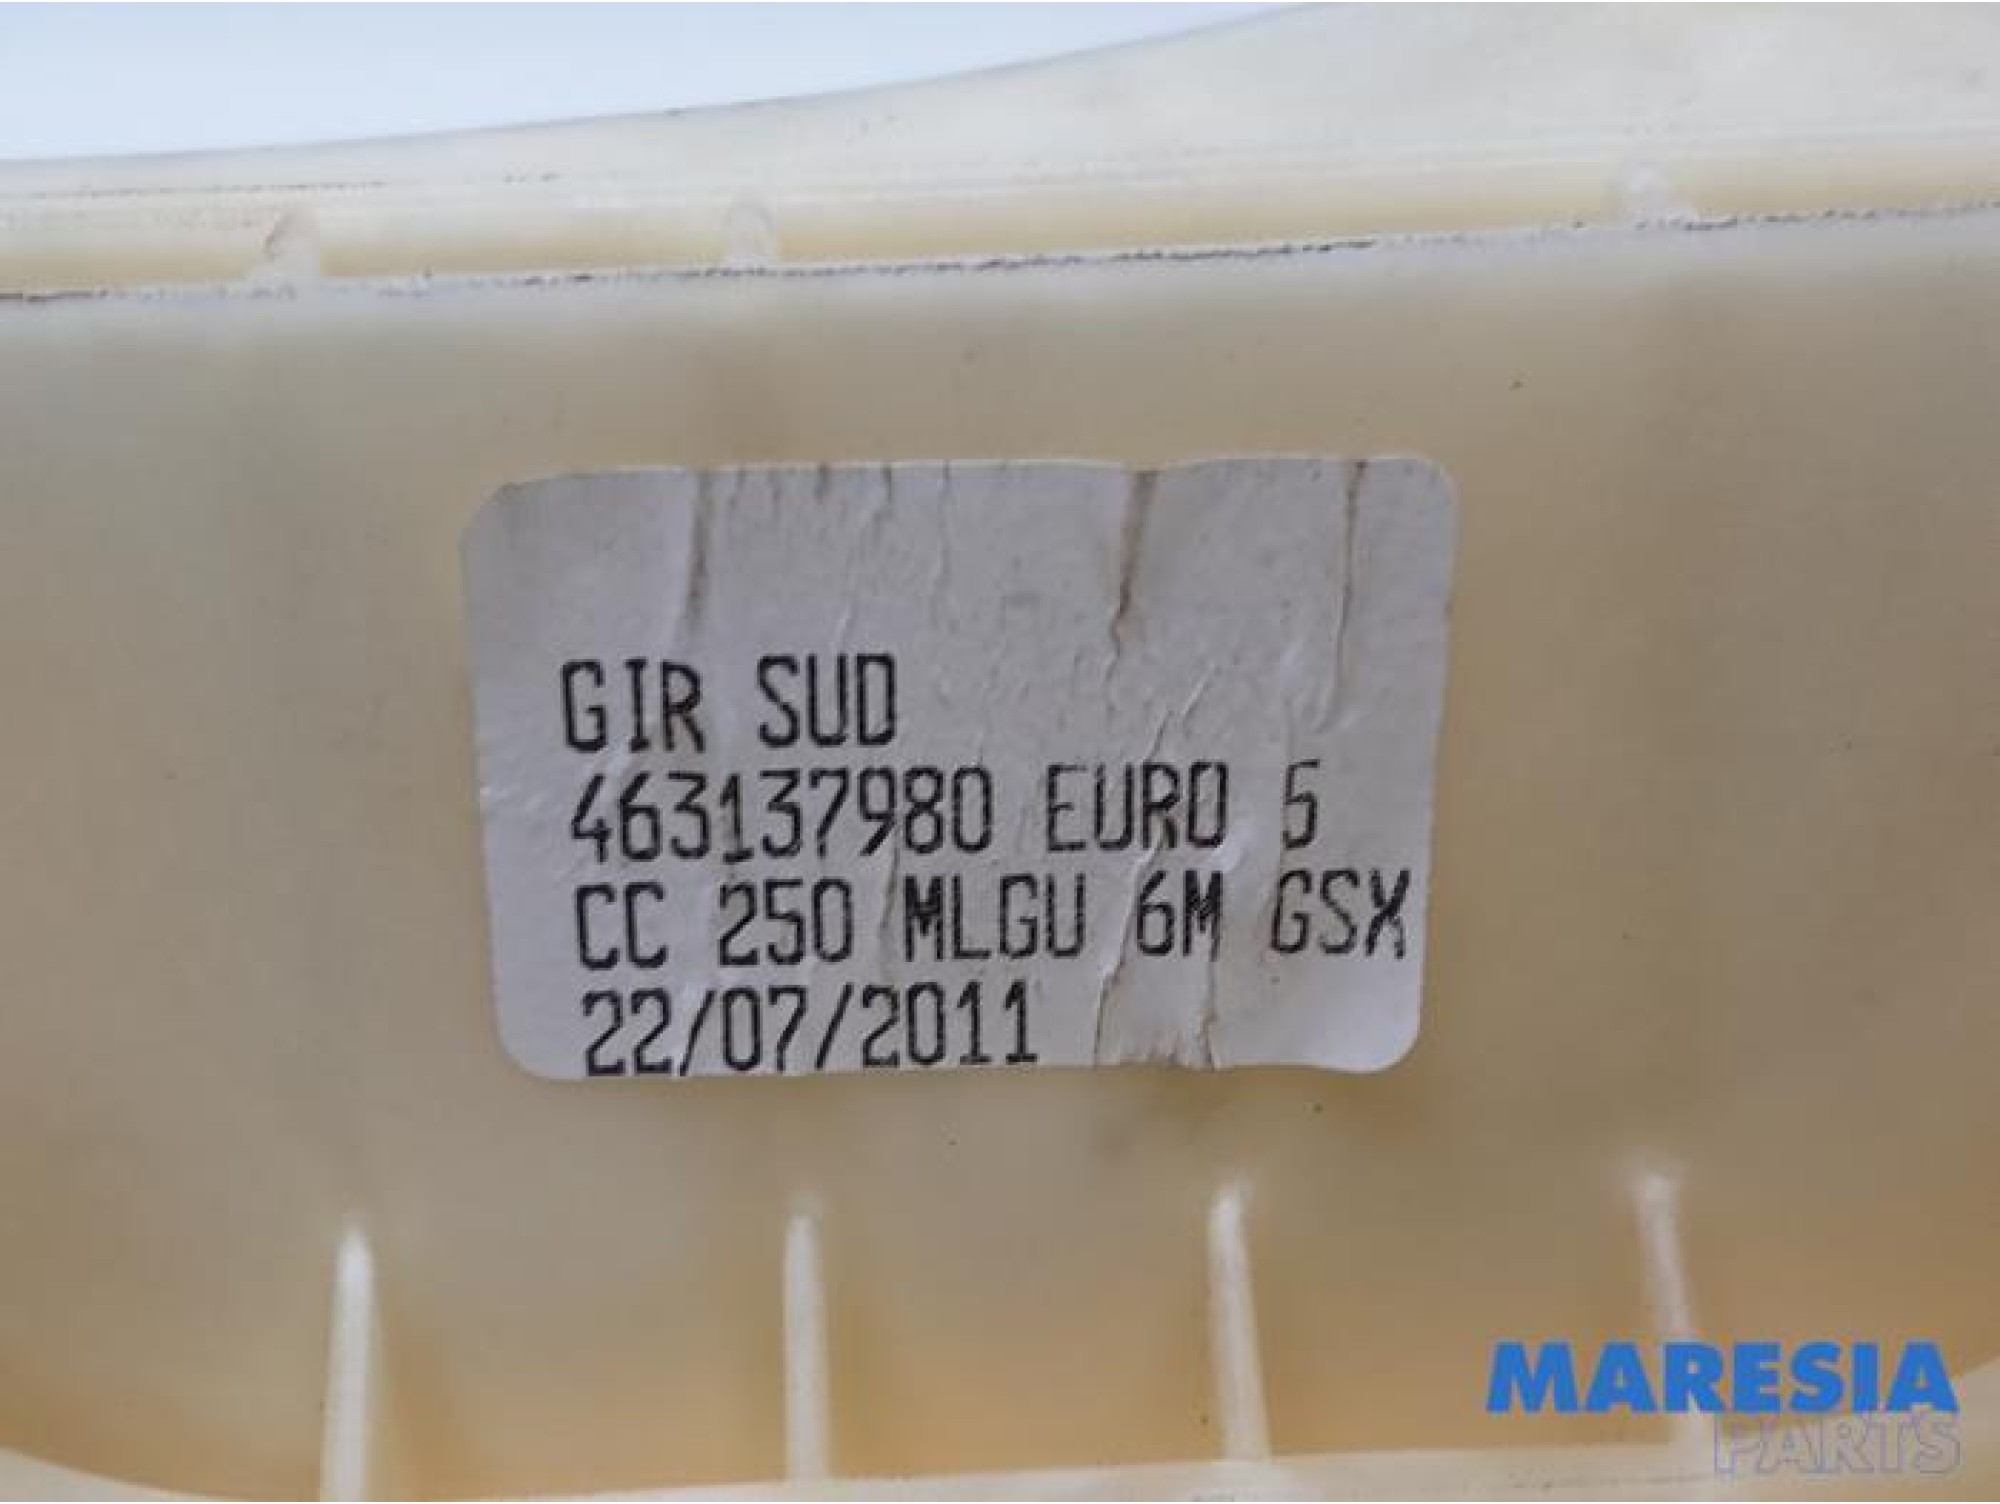 GIR SUD
463137980 EURO 5
CC 250 MLGU 6M GSX
22/07/2011
MARESIA
PARTS